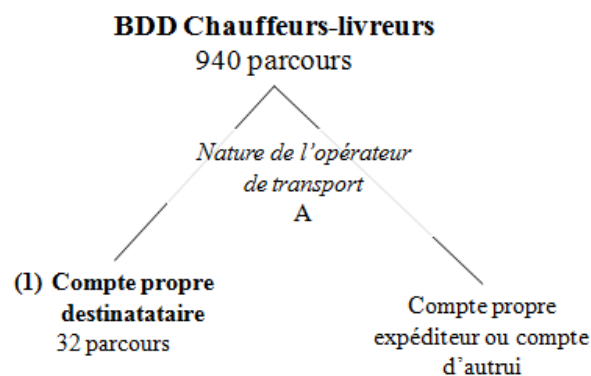 BDD Chauffeurs-livreurs
940 parcours
Nature de l'opérateur
de transport
A
(1) Compte propre
destinatataire
32 parcours
Compte propre
expéditeur ou compte
d'autrui